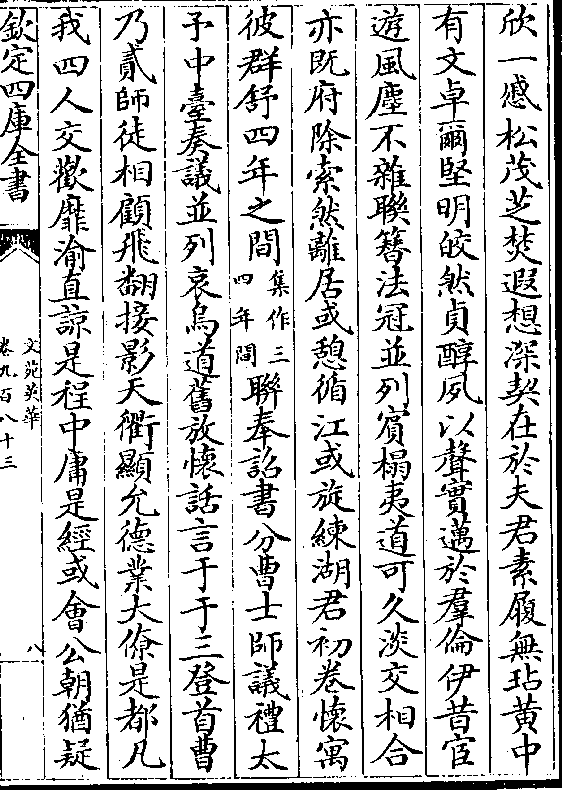 欣一慼松茂芝焚遐想深契在於夫君素履無玷黄中
有文卓爾堅明皎然貞醇夙以聲實邁於羣倫伊昔宦
遊風塵不雜聯簪法冠並列賓榻夷道可久淡交相合
亦既府除索然離居或憩循江或旋練湖君初卷懷寓
彼群舒四年之間集作三四年間聯奉詔書分曹士師議禮太
予中臺奏議並列哀烏道舊放懷話言于于三登首曹
乃貳師徒相顧飛翻接影天衢顯允德業大僚是都凡
我四人交歡靡渝直諒是程中庸是經或會公朝猶疑
欽定四庫全書
文苑英華
卷九百八十三
八